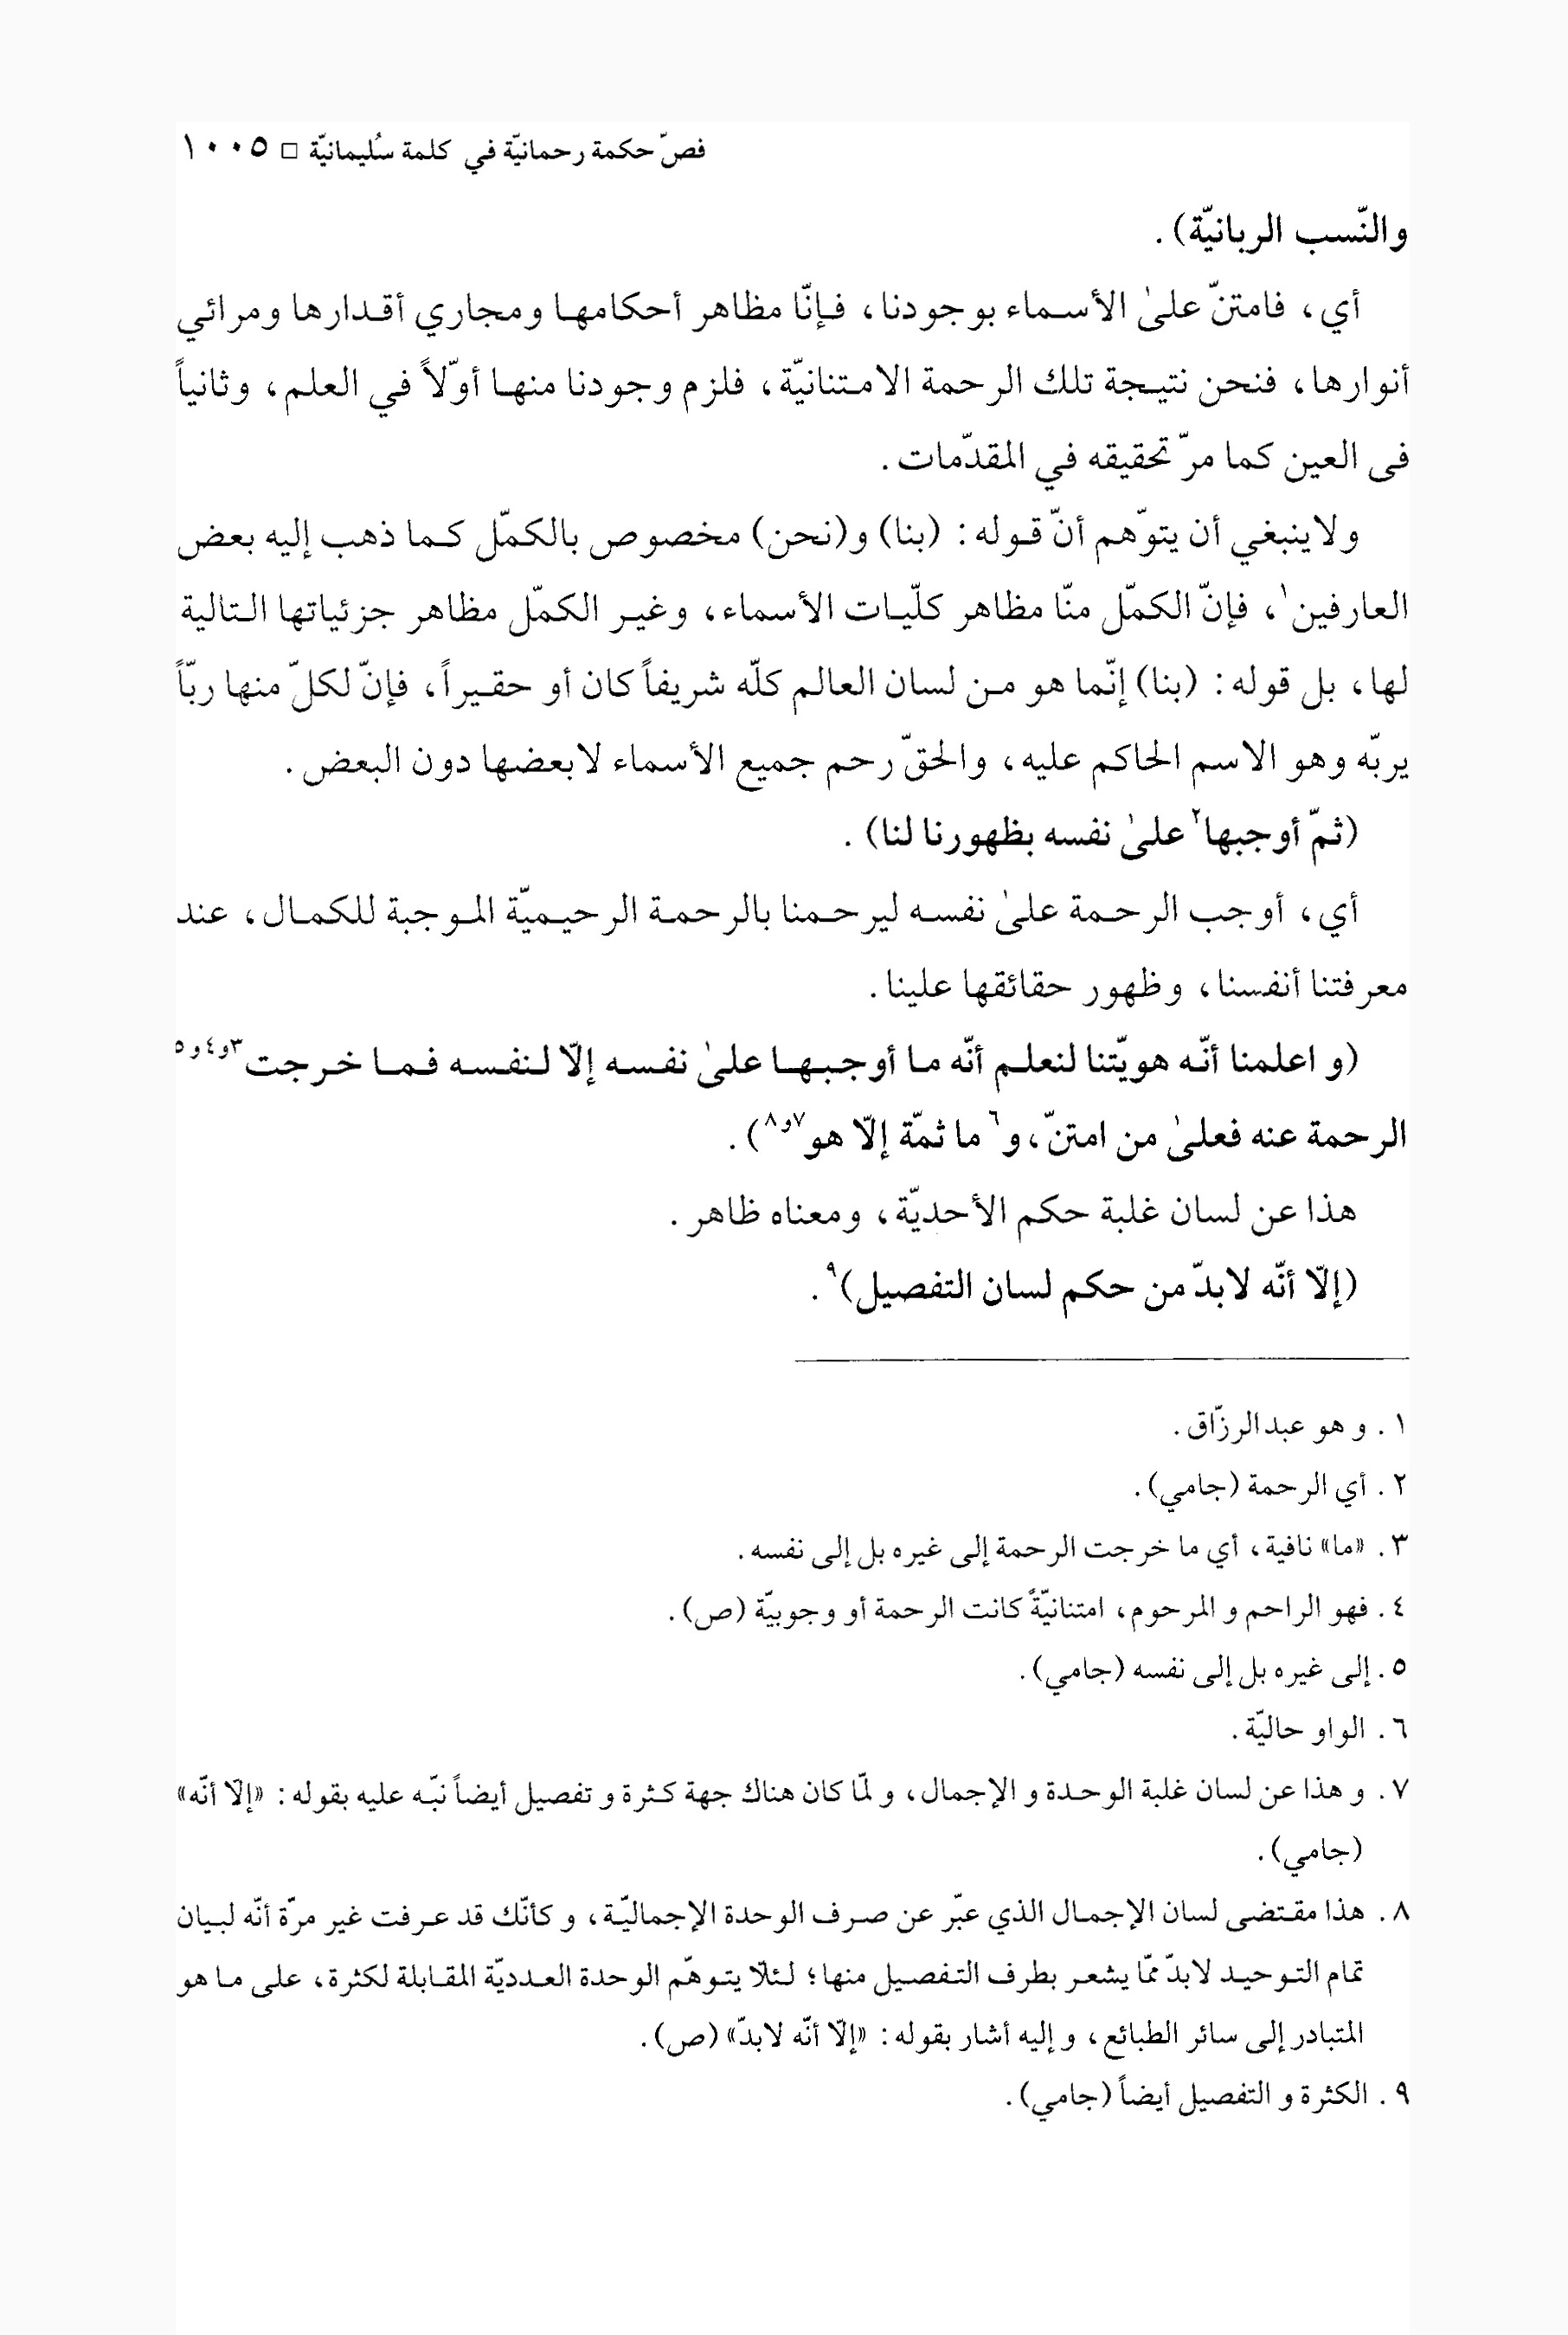 فصّ حكمة رحمانيّة في كلمة سُليمانيّة □ ١٠٠٥
والنّسب الربانيّة).
أي، فامتنّ علىٰ الأسماء بوجودنا، فإنّا مظاهر أحكامها ومجاري أقدارها ومرائي
أنوارها، فنحن نتيجة تلك الرحمة الامتنانيّة، فلزم وجودنا منها أوّلاً في العلم، وثانياً
فى العين كما مرّ تحقيقه في المقدّمات.
ولاينبغي أن يتوّهم أنّ قوله: (بنا) و(نحن) مخصوص بالكمّل كما ذهب إليه بعض
العارفين١، فإنّ الكمّل منّا مظاهر كلّيات الأسماء، وغير الكمّل مظاهر جزئياتها التالية
لها، بل قوله: (بنا) إنّما هو من لسان العالم كلّه شريفاً كان أو حقيراً، فإنّ لكلّ منها ربّاً
يربّه وهو الاسم الحاكم عليه، والحقّ رحم جميع الأسماء لابعضها دون البعض.
(ثمّ أوجبها٢ علىٰ نفسه بظهورنا لنا).
أي، أوجب الرحمة علىٰ نفسه ليرحمنا بالرحمة الرحيميّة الموجبة للكمال، عند
معرفتنا أنفسنا، وظهور حقائقها علينا.
(و اعلمنا أنّه هويّتنا لنعلم أنّه ما أوجبها علىٰ نفسه إلّا لنفسه فما خرجت٣و٤و٥
الرحمة عنه فعلىٰ من امتنّ، و٦ ما ثمّة إلّا هو٧و٨).
هذا عن لسان غلبة حكم الأحديّة، ومعناه ظاهر.
(إلّا أنّه لابدّ من حكم لسان التفصيل)٩.
١. و هو عبدالرزّاق.
٢. أي الرحمة (جامي).
٣. «ما» نافية، أي ما خرجت الرحمة إلى غيره بل إلى نفسه.
٤. فهو الراحم و المرحوم، امتنانيّةً كانت الرحمة أو وجوبيّة (ص).
٥. إلى غيره بل إلى نفسه (جامي).
٦. الواو حاليّة.
٧. و هذا عن لسان غلبة الوحدة و الإجمال، و لمّا كان هناك جهة كثرة و تفصيل أيضاً نبّه عليه بقوله: «إلّا أنّه»
(جامي).
٨. هذا مقتضى لسان الإجمال الذي عبّر عن صرف الوحدة الإجماليّة، و كأنّك قد عرفت غير مرّة أنّه لبيان
تمام التوحيد لابدّ ممّا يشعر بطرف التفصيل منها؛ لئلّا يتوهّم الوحدة العدديّة المقابلة لكثرة، على ما هو
المتبادر إلى سائر الطبائع، و إليه أشار بقوله: «إلّا أنّه لابدّ» (ص).
٩. الكثرة و التفصيل أيضاً (جامي).